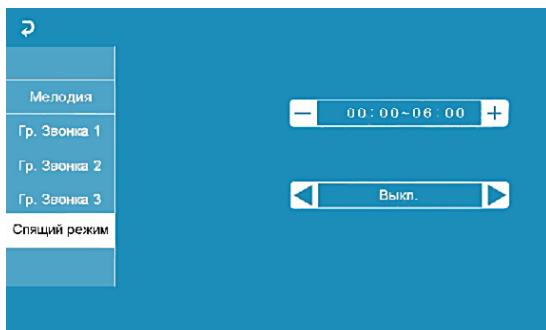 Мелодия
Гр. Звонка 1
Гр. Звонка 2
Гр. Звонка 3
Спящий режим
00:00~06:00
Выкл.